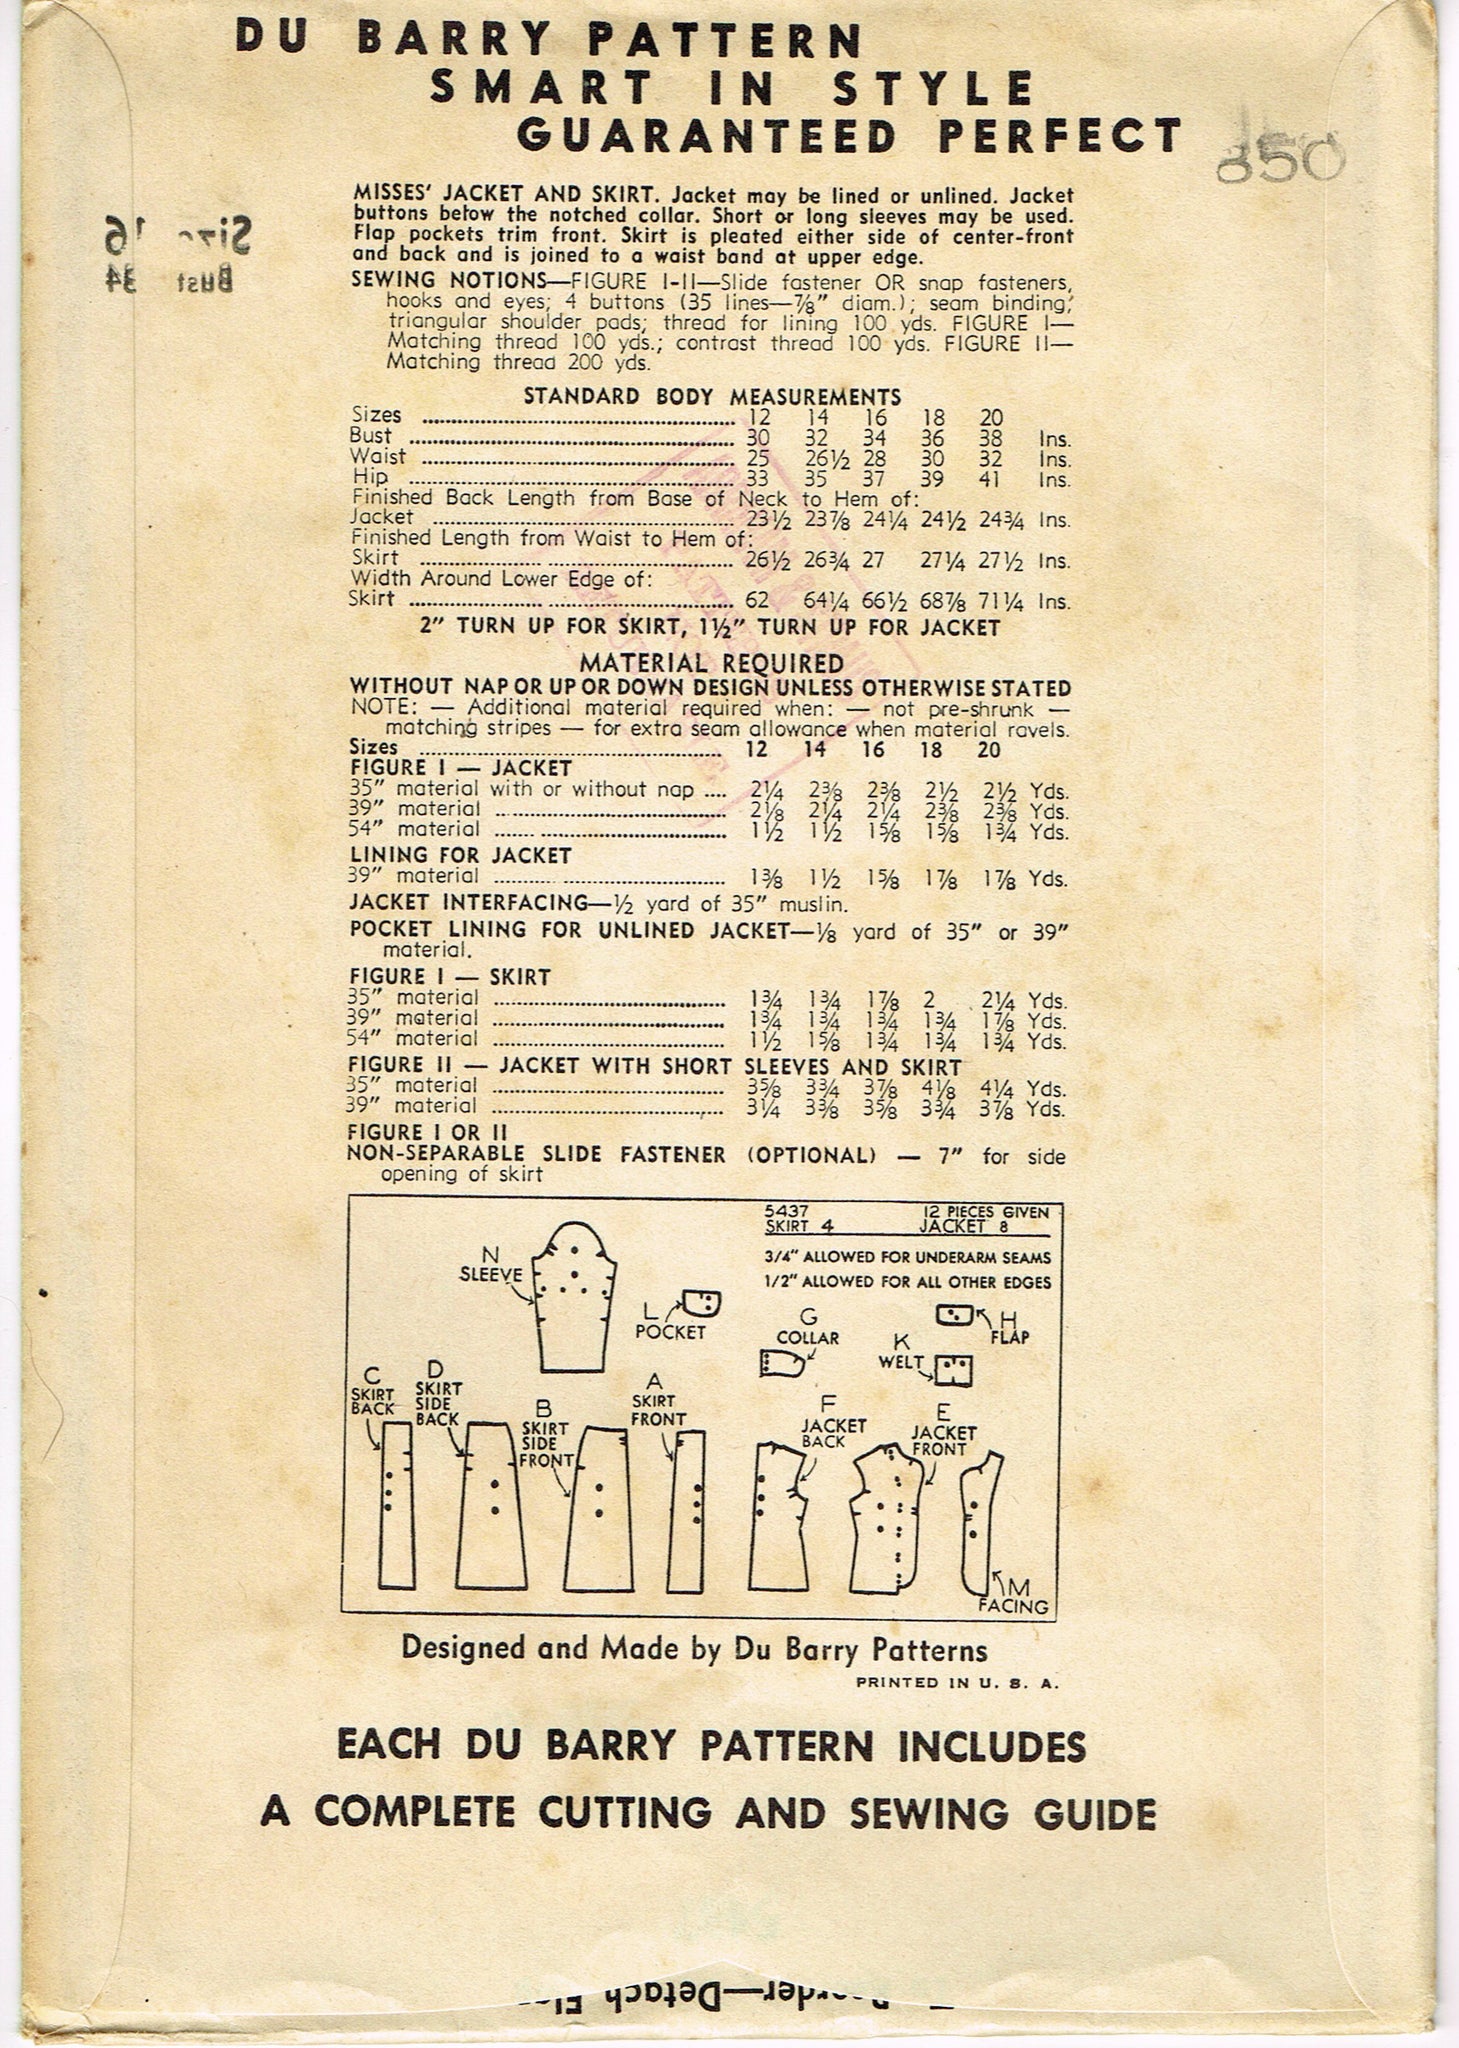 DU BARRY PATTERN
SMART IN STYLE
GUARANTEED PERFECT
850
Size 16
Bust 34
MISSES' JACKET AND SKIRT. Jacket may be lined or unlined. Jacket
buttons below the notched collar. Short or long sleeves may be used.
Flap pockets trim front. Skirt is pleated either side of center-front
and back and is joined to a waist band at upper edge.
SEWING NOTIONS—FIGURE I-II—Slide fastener OR snap fasteners,
hooks and eyes; 4 buttons (35 lines—7/8" diam.); seam binding;
triangular shoulder pads; thread for lining 100 yds. FIGURE I—
Matching thread 100 yds.; contrast thread 100 yds. FIGURE II—
Matching thread 200 yds.
STANDARD BODY MEASUREMENTS
Sizes 12 14 16 18 20
Bust 30 32 34 36 38 Ins.
Waist 25 26½ 28 30 32 Ins.
Hip 33 35 37 39 41 Ins.
Finished Back Length from Base of Neck to Hem of:
Jacket 23½ 23⅞ 24¼ 24½ 24¾ Ins.
Finished Length from Waist to Hem of:
Skirt 26½ 26¾ 27 27¼ 27½ Ins.
Width Around Lower Edge of:
Skirt 62 64¼ 66½ 68⅞ 71¼ Ins.
2" TURN UP FOR SKIRT, 1½" TURN UP FOR JACKET
MATERIAL REQUIRED
WITHOUT NAP OR UP OR DOWN DESIGN UNLESS OTHERWISE STATED
NOTE: — Additional material required when: — not pre-shrunk —
matching stripes — for extra seam allowance when material ravels.
Sizes 12 14 16 18 20
FIGURE I — JACKET
35" material with or without nap .... 2¼ 2⅜ 2⅜ 2½ 2½ Yds.
39" material 2⅛ 2¼ 2¼ 2⅜ 2⅜ Yds.
54" material 1½ 1½ 1⅝ 1⅝ 1¾ Yds.
LINING FOR JACKET
39" material 1⅜ 1½ 1⅝ 1⅞ 1⅞ Yds.
JACKET INTERFACING—½ yard of 35" muslin.
POCKET LINING FOR UNLINED JACKET—⅛ yard of 35" or 39"
material.
FIGURE I — SKIRT
35" material 1¾ 1¾ 1⅞ 2 2¼ Yds.
39" material 1¾ 1¾ 1¾ 1¾ 1⅞ Yds.
54" material 1½ 1⅝ 1¾ 1¾ 1¾ Yds.
FIGURE II — JACKET WITH SHORT SLEEVES AND SKIRT
35" material 3⅝ 3¾ 3⅞ 4⅛ 4¼ Yds.
39" material 3¼ 3⅜ 3⅝ 3¾ 3⅞ Yds.
FIGURE I OR II
NON-SEPARABLE SLIDE FASTENER (OPTIONAL) — 7" for side
opening of skirt
5437 12 PIECES GIVEN
SKIRT 4 JACKET 8
3/4" ALLOWED FOR UNDERARM SEAMS
1/2" ALLOWED FOR ALL OTHER EDGES
N
SLEEVE
L
POCKET
G
COLLAR
H
FLAP
K
WELT
C
SKIRT
BACK
D
SKIRT
SIDE
BACK
B
SKIRT
SIDE
FRONT
A
SKIRT
FRONT
F
JACKET
BACK
E
JACKET
FRONT
M
FACING
Designed and Made by Du Barry Patterns
PRINTED IN U. S. A.
EACH DU BARRY PATTERN INCLUDES
A COMPLETE CUTTING AND SEWING GUIDE
Detach